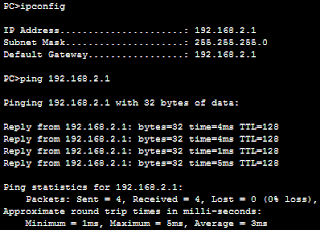 PC>ipconfig
IP Address......................: 192.168.2.1
Subnet Mask.....................: 255.255.255.0
Default Gateway.................: 192.168.2.1
PC>ping 192.168.2.1
Pinging 192.168.2.1 with 32 bytes of data:
Reply from 192.168.2.1: bytes=32 time=4ms TTL=128
Reply from 192.168.2.1: bytes=32 time=4ms TTL=128
Reply from 192.168.2.1: bytes=32 time=1ms TTL=128
Reply from 192.168.2.1: bytes=32 time=5ms TTL=128
Ping statistics for 192.168.2.1:
Packets: Sent = 4, Received = 4, Lost = 0 (0% loss),
Approximate round trip times in milli-seconds:
Minimum = 1ms, Maximum = 5ms, Average = 3ms